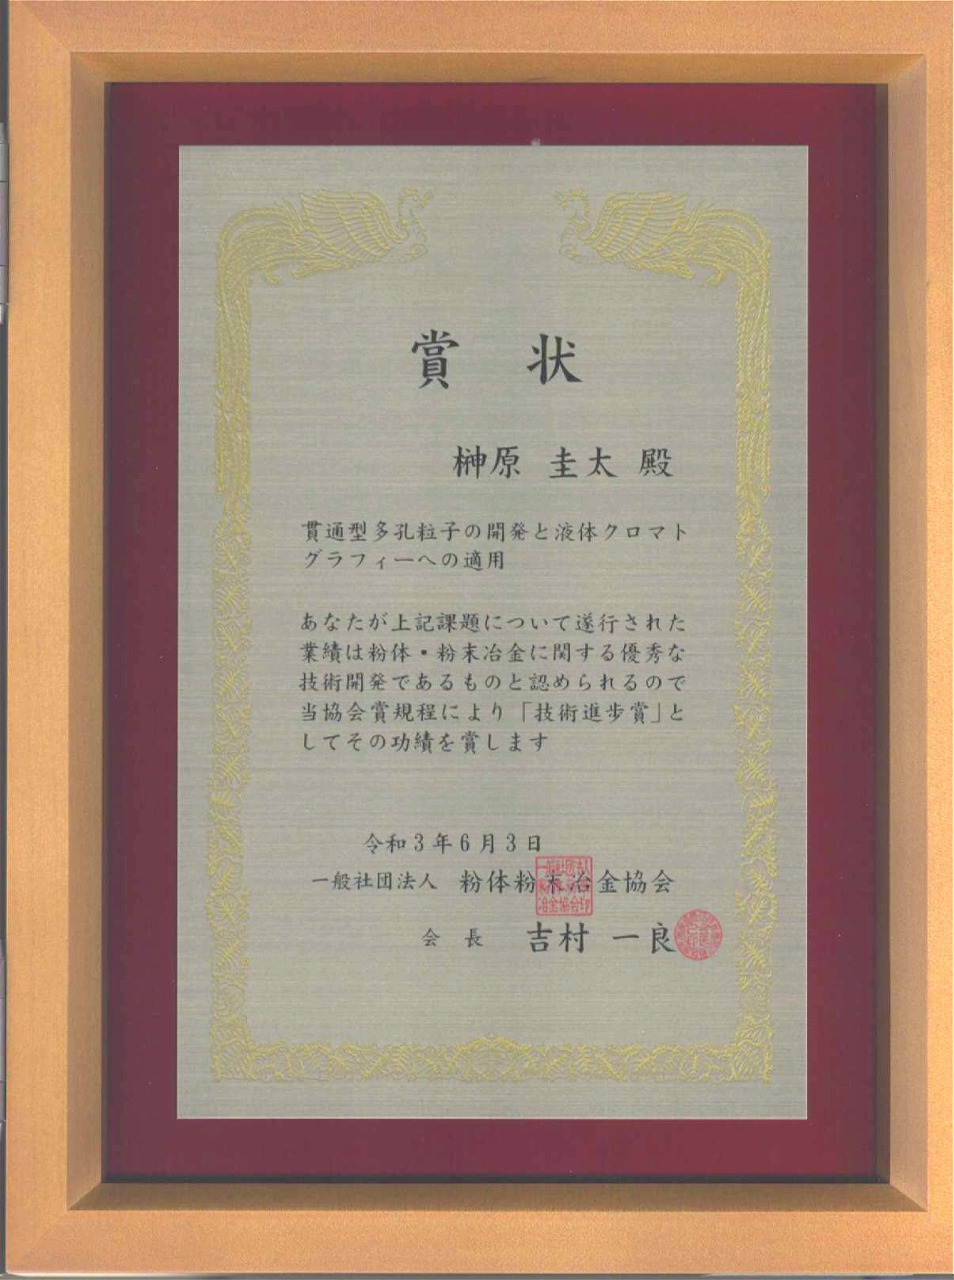 賞 状
榊原 圭太 殿
貫通型多孔粒子の開発と液体クロマト
グラフィーへの適用
あなたが上記課題について遂行された
業績は粉体・粉末冶金に関する優秀な
技術開発であるものと認められるので
当協会賞規程により「技術進歩賞」と
してその功績を賞します
令和3年6月3日
一般社団法人 粉体粉末冶金協会
会 長 吉村 一良